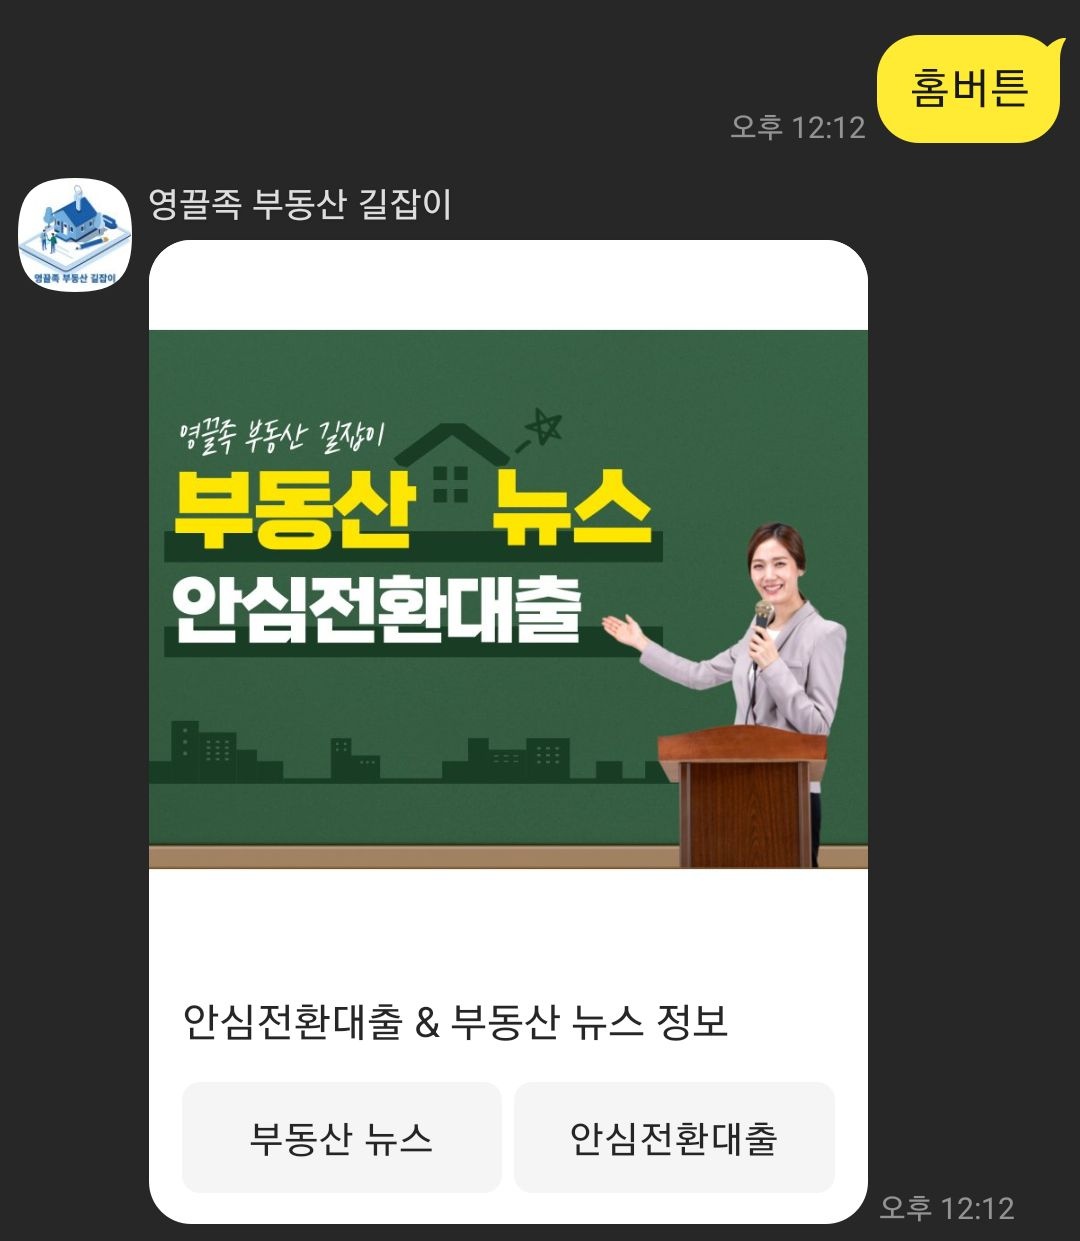 홈버튼
오후 12:12
영끌족 부동산 길잡이
영끌족 부동산 길잡이
영끌족 부동산 길잡이
부동산 뉴스
안심전환대출
안심전환대출 & 부동산 뉴스 정보
부동산 뉴스
안심전환대출
오후 12:12